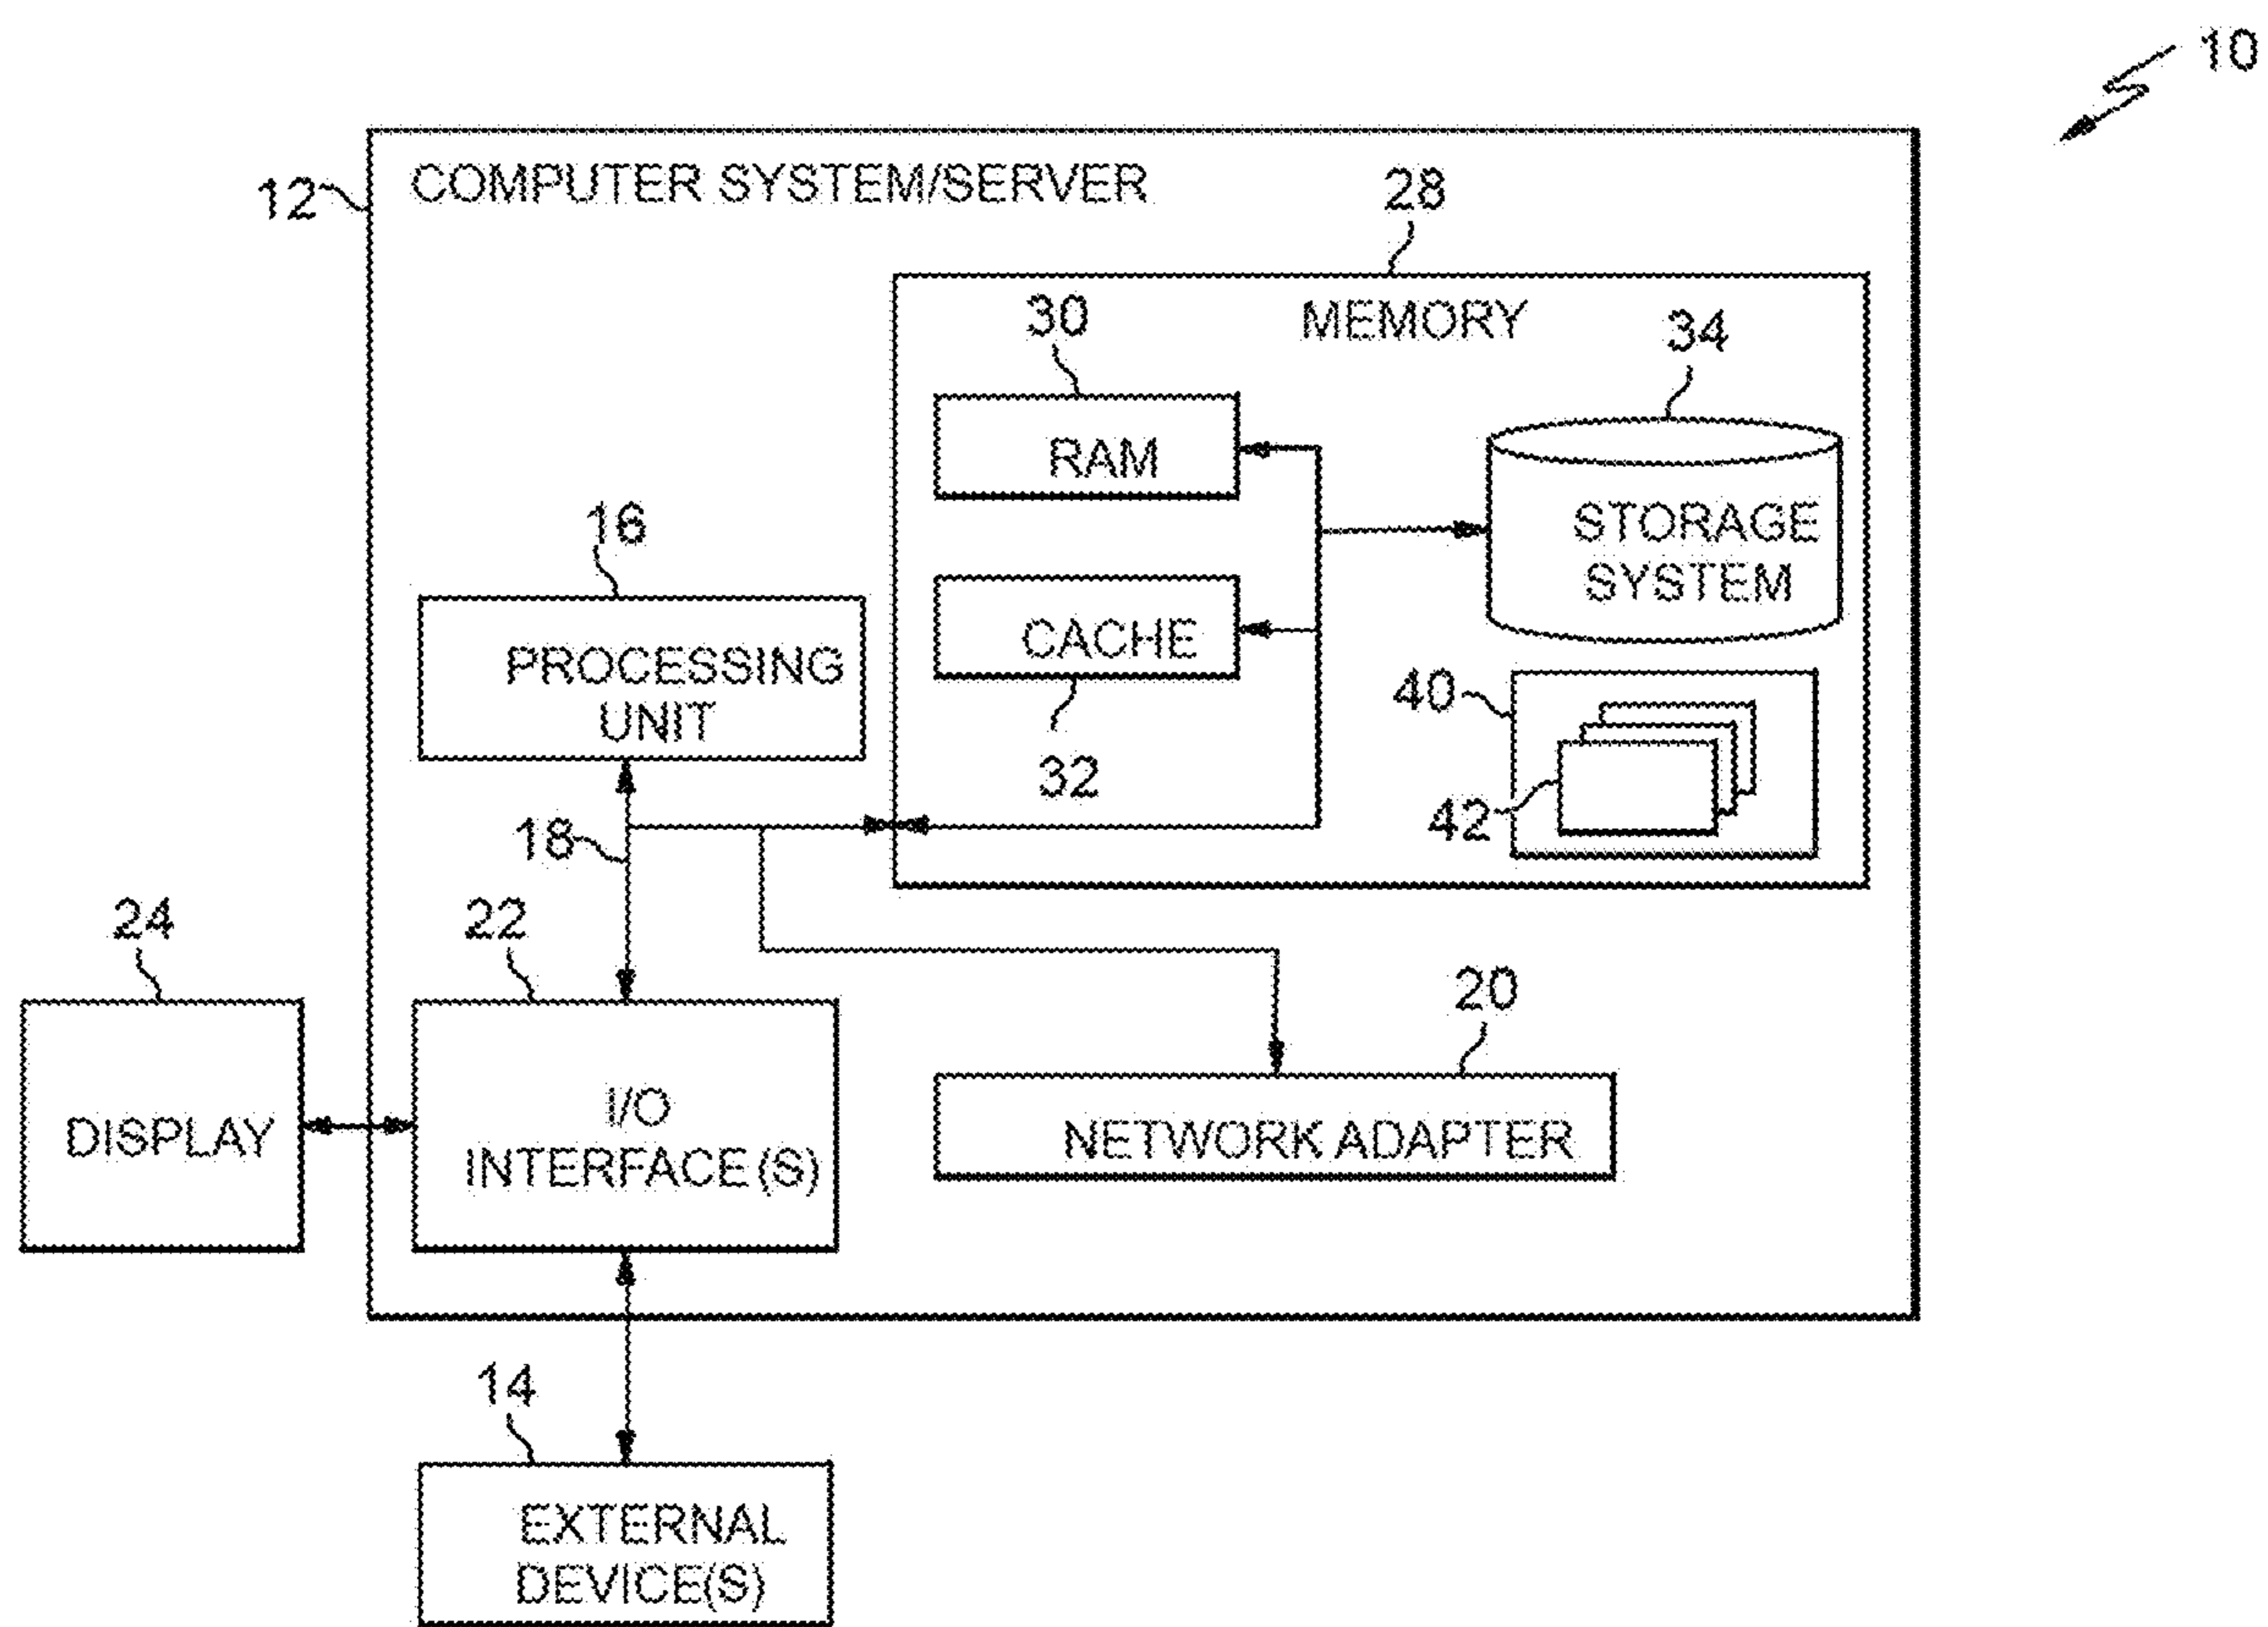 10
12
COMPUTER SYSTEM/SERVER
28
MEMORY
30
34
RAM
STORAGE
SYSTEM
16
CACHE
PROCESSING
UNIT
32
40
42
18
24
22
20
DISPLAY
I/O
INTERFACE(S)
NETWORK ADAPTER
14
EXTERNAL
DEVICE(S)